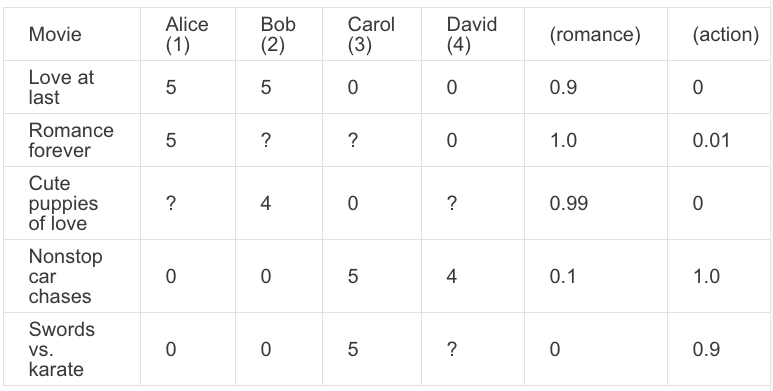 Movie Alice (1) Bob (2) Carol (3) David (4) (romance) (action)
Love at last 5 5 0 0 0.9 0
Romance forever 5 ? ? 0 1.0 0.01
Cute puppies of love ? 4 0 ? 0.99 0
Nonstop car chases 0 0 5 4 0.1 1.0
Swords vs. karate 0 0 5 ? 0 0.9